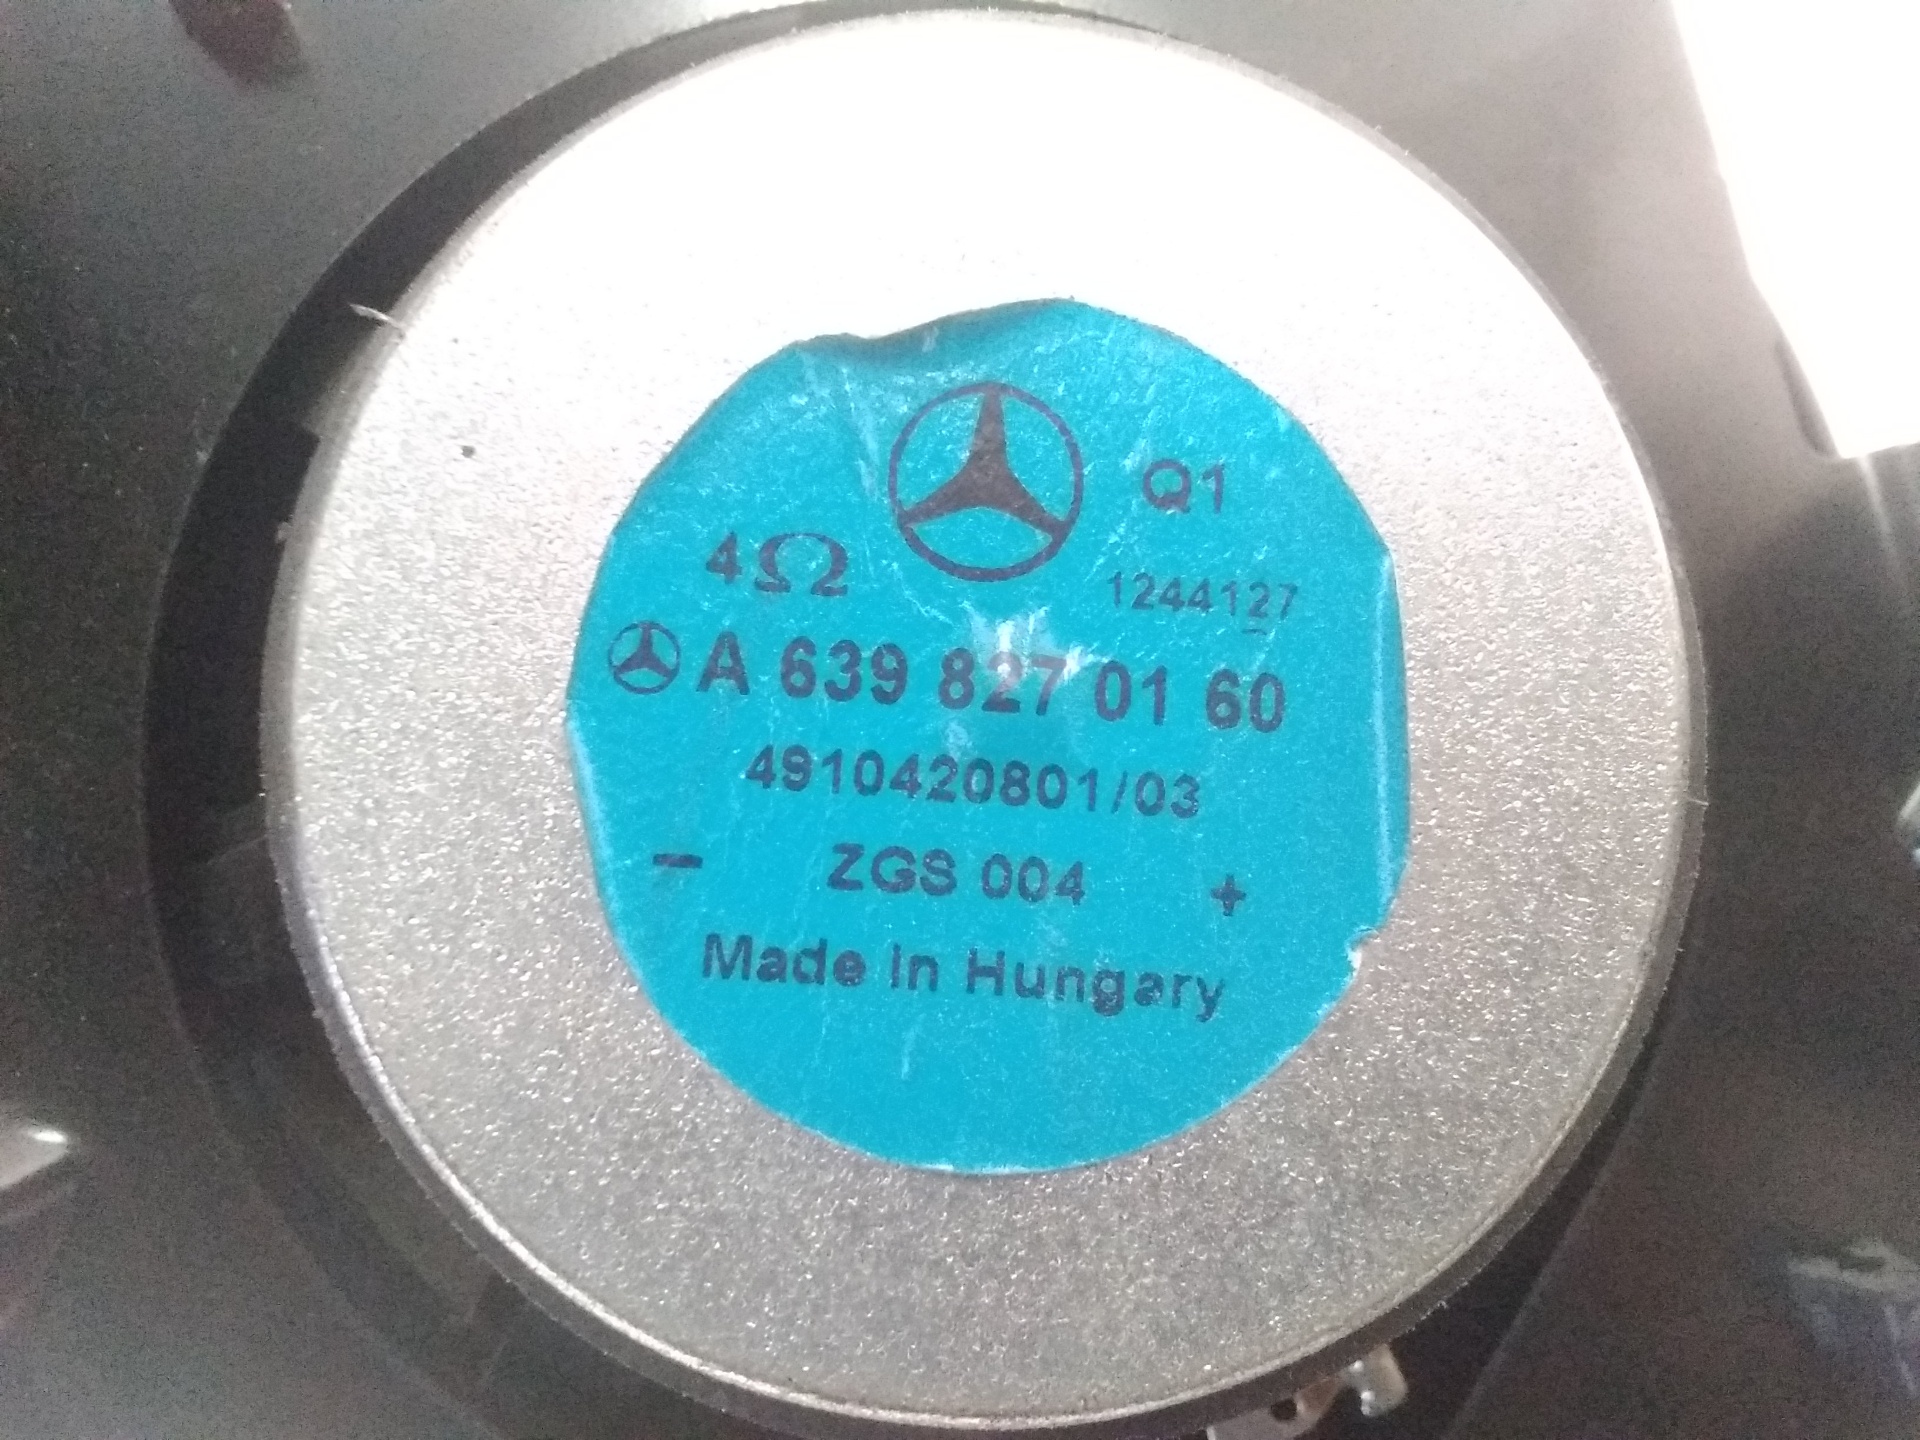 Q1
4Ω
1244127
A 639 827 01 60
4910420801/03
- ZGS 004 +
Made In Hungary